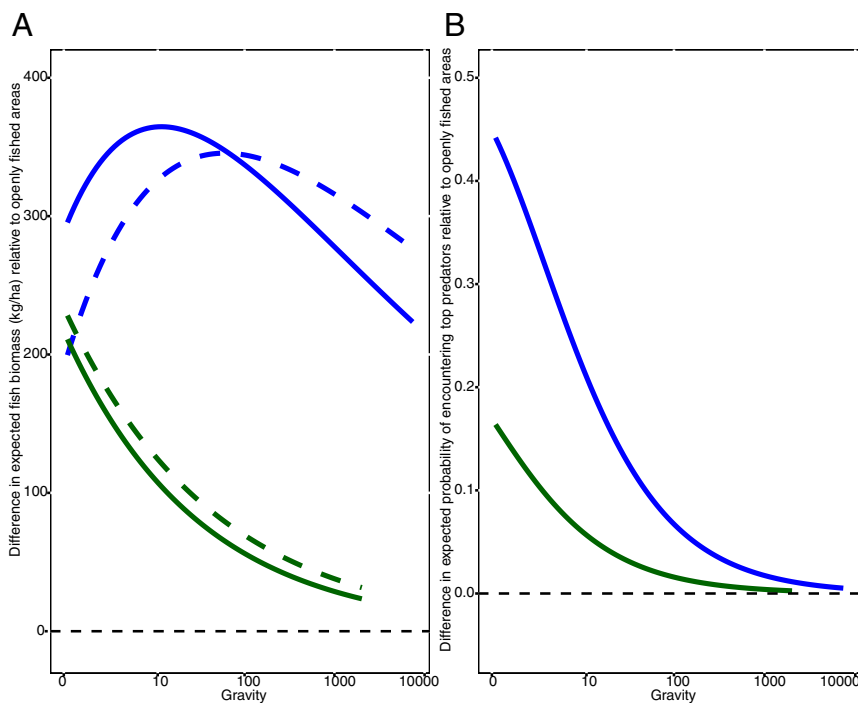 A
B
Difference in expected fish biomass (kg/ha) relative to openly fished areas
400
300
200
100
0
0 10 100 1000 10000
Gravity
Difference in expected probability of encountering top predators relative to openly fished areas
0.5
0.4
0.3
0.2
0.1
0.0
0 10 100 1000 10000
Gravity